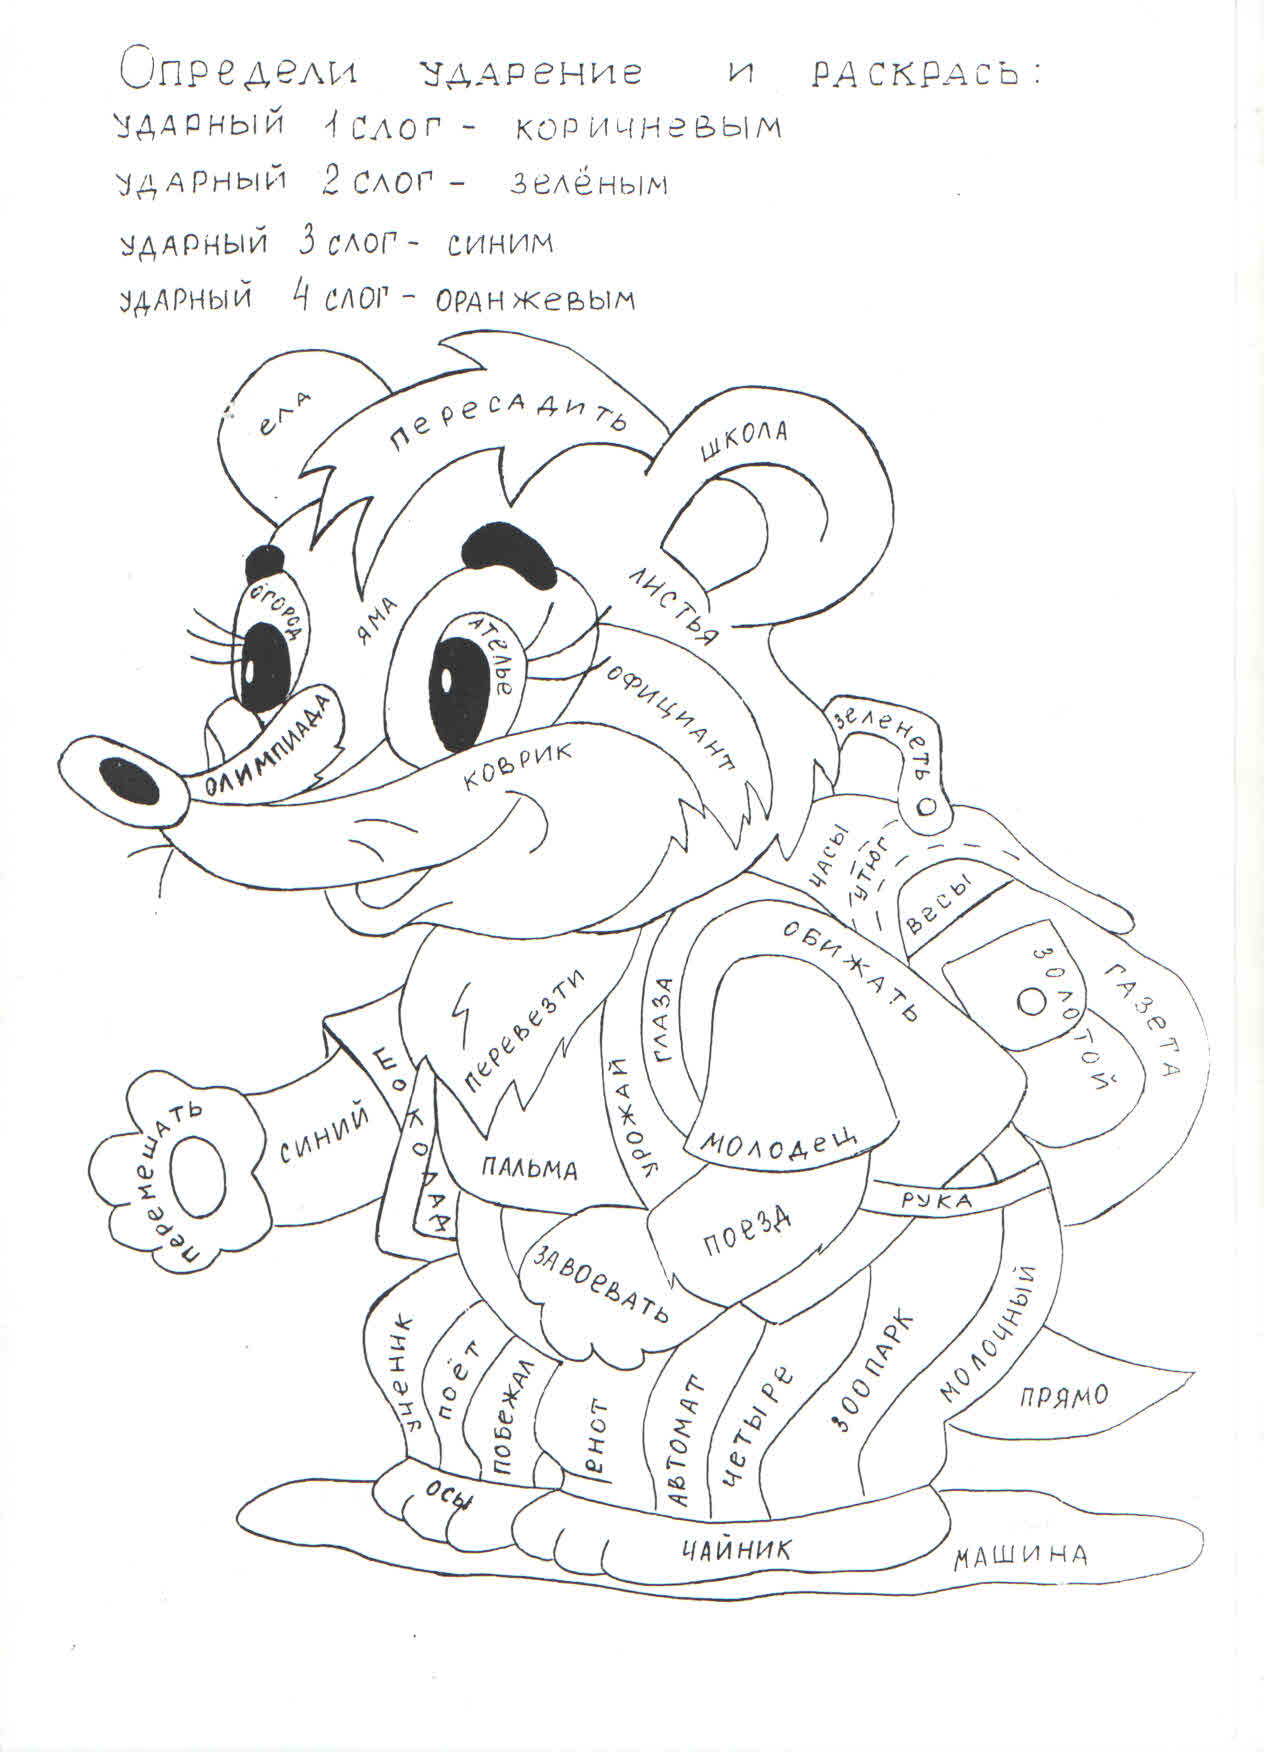 Определи ударение и раскрась:
ударный 1 слог - коричневым
ударный 2 слог - зелёным
ударный 3 слог - синим
ударный 4 слог - оранжевым
ела
пересадить
школа
листья
огород
яма
ателье
официант
олимпиада
коврик
зеленеть
часы
утюг
весы
обижать
золотой
газета
перевезти
глаза
шоколад
урожай
синий
перемешать
молодец
пальма
рука
поезд
завоевать
молочный
ученик
поёт
побежал
енот
автомат
четыре
зоопарк
прямо
осы
чайник
машина